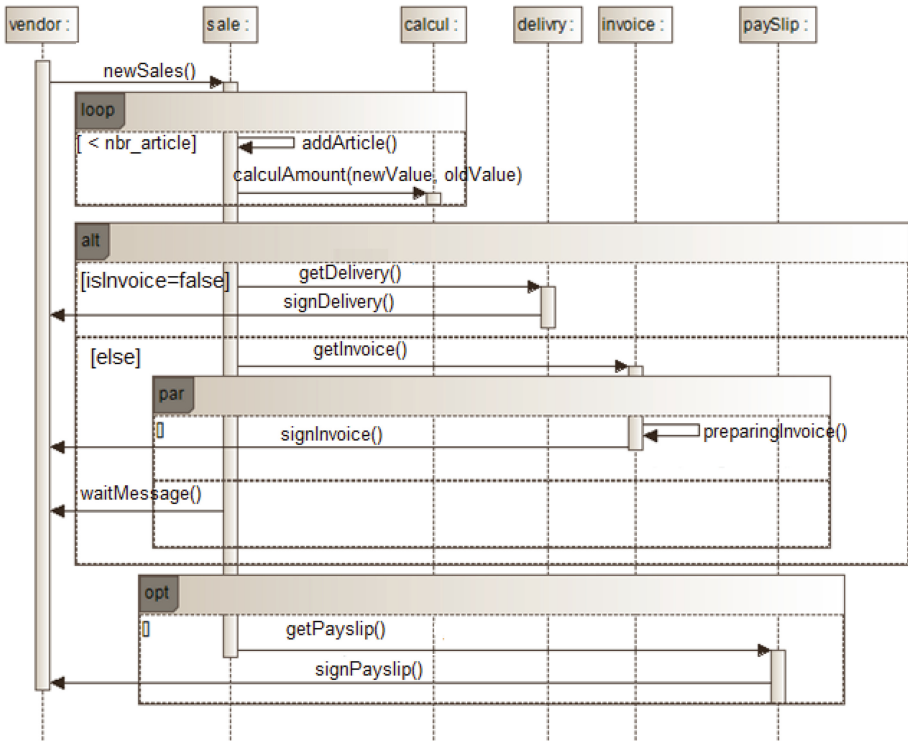 vendor : sale : calcul : delivry : invoice : paySlip :
newSales()
loop
[ < nbr_article] addArticle()
calculAmount(newValue, oldValue)
alt
[isInvoice=false] getDelivery()
signDelivery()
[else] getInvoice()
par
[] signInvoice() preparingInvoice()
waitMessage()
opt
[] getPayslip()
signPayslip()